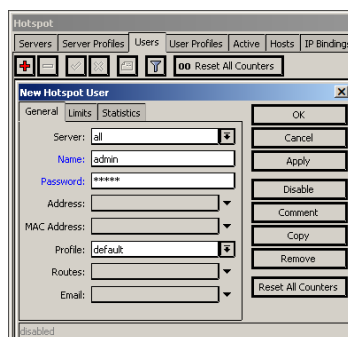 Hotspot
Servers Server Profiles Users User Profiles Active Hosts IP Bindings
00 Reset All Counters
New Hotspot User
General Limits Statistics
Server: all
Name: admin
Password: *****
Address:
MAC Address:
Profile: default
Routes:
Email:
OK
Cancel
Apply
Disable
Comment
Copy
Remove
Reset All Counters
disabled